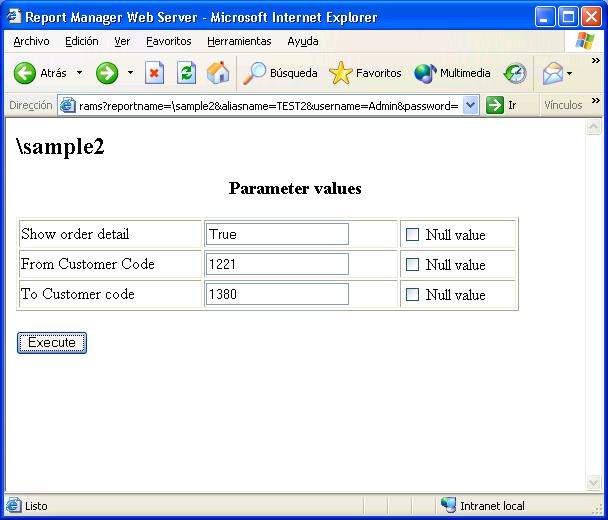 Report Manager Web Server - Microsoft Internet Explorer
Archivo Edición Ver Favoritos Herramientas Ayuda
Atrás Búsqueda Favoritos Multimedia
Dirección rams?reportname=\sample2&aliasname=TEST2&username=Admin&password= Ir Vínculos
\sample2
Parameter values
Show order detail True Null value
From Customer Code 1221 Null value
To Customer code 1380 Null value
Execute
Listo Intranet local